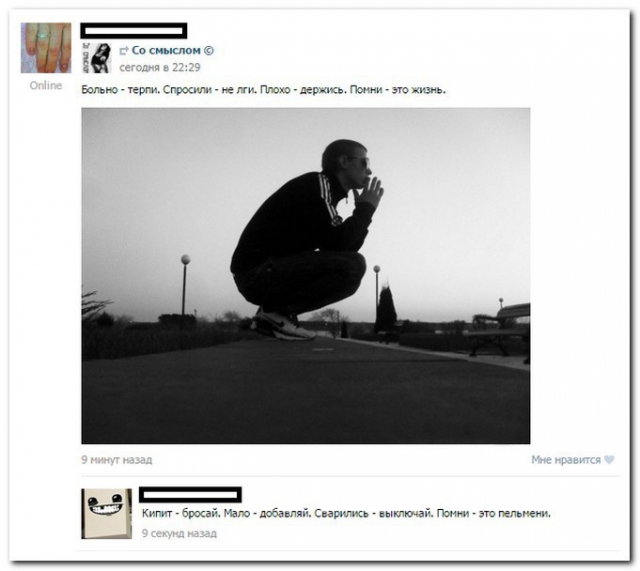 Со смыслом ©
сегодня в 22:29
Online
Больно - терпи. Спросили - не лги. Плохо - держись. Помни - это жизнь.
9 минут назад
Мне нравится
Кипит - бросай. Мало - добавляй. Сварились - выключай. Помни - это пельмени.
9 секунд назад